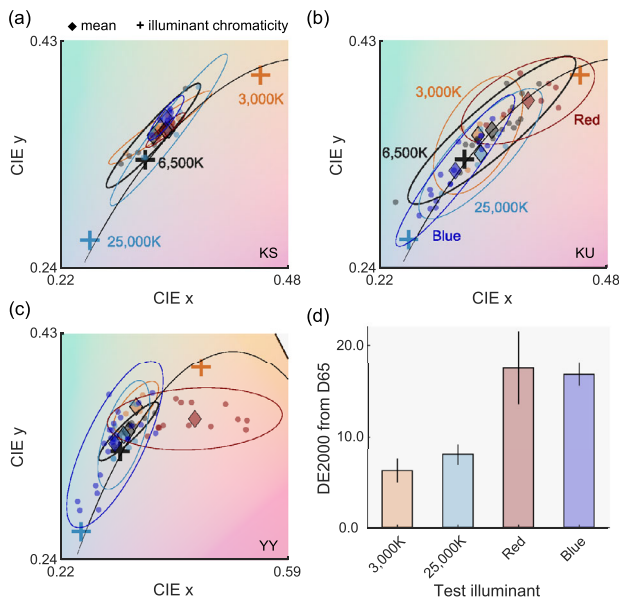 (a)
◆ mean + illuminant chromaticity
(b)
0.43
CIE y
3,000K
6,500K
25,000K
KS
0.24
0.22
CIE x
0.48
0.43
CIE y
3,000K
Red
6,500K
25,000K
Blue
KU
0.24
0.22
CIE x
0.48
(c)
0.43
CIE y
YY
0.24
0.22
CIE x
0.59
(d)
DE2000 from D65
20.0
10.0
0.0
3,000K
25,000K
Red
Blue
Test illuminant